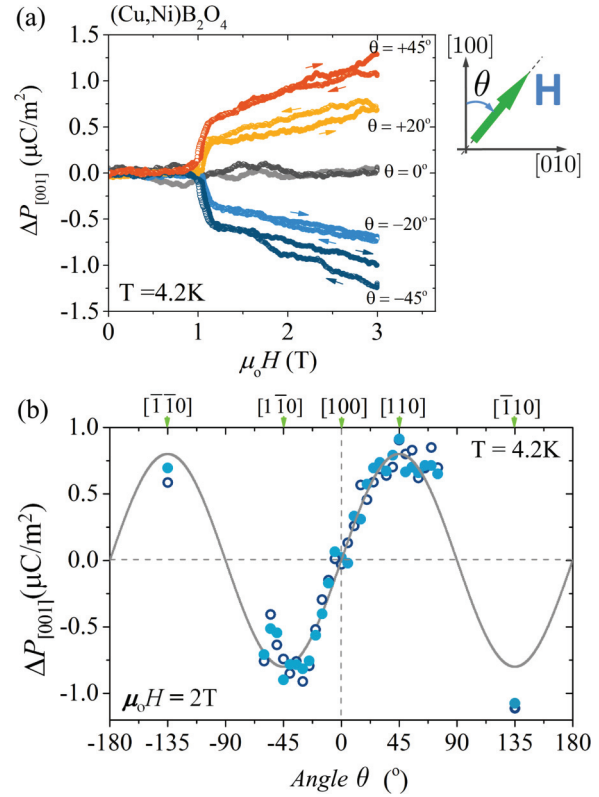 (a)
(Cu,Ni)B₂O₄
1.5
1.0
0.5
0.0
-0.5
-1.0
-1.5
ΔP[001] (μC/m²)
θ = +45°
θ = +20°
θ = 0°
θ = −20°
θ = −45°
T =4.2K
0 1 2 3
μₒH (T)
[100]
θ
H
[010]
(b)
[1̅1̅0] [11̅0] [100] [110] [1̅10]
1.0
0.5
0.0
-0.5
-1.0
ΔP[001](μC/m²)
T = 4.2K
μₒH = 2T
-180 -135 -90 -45 0 45 90 135 180
Angle θ (°)